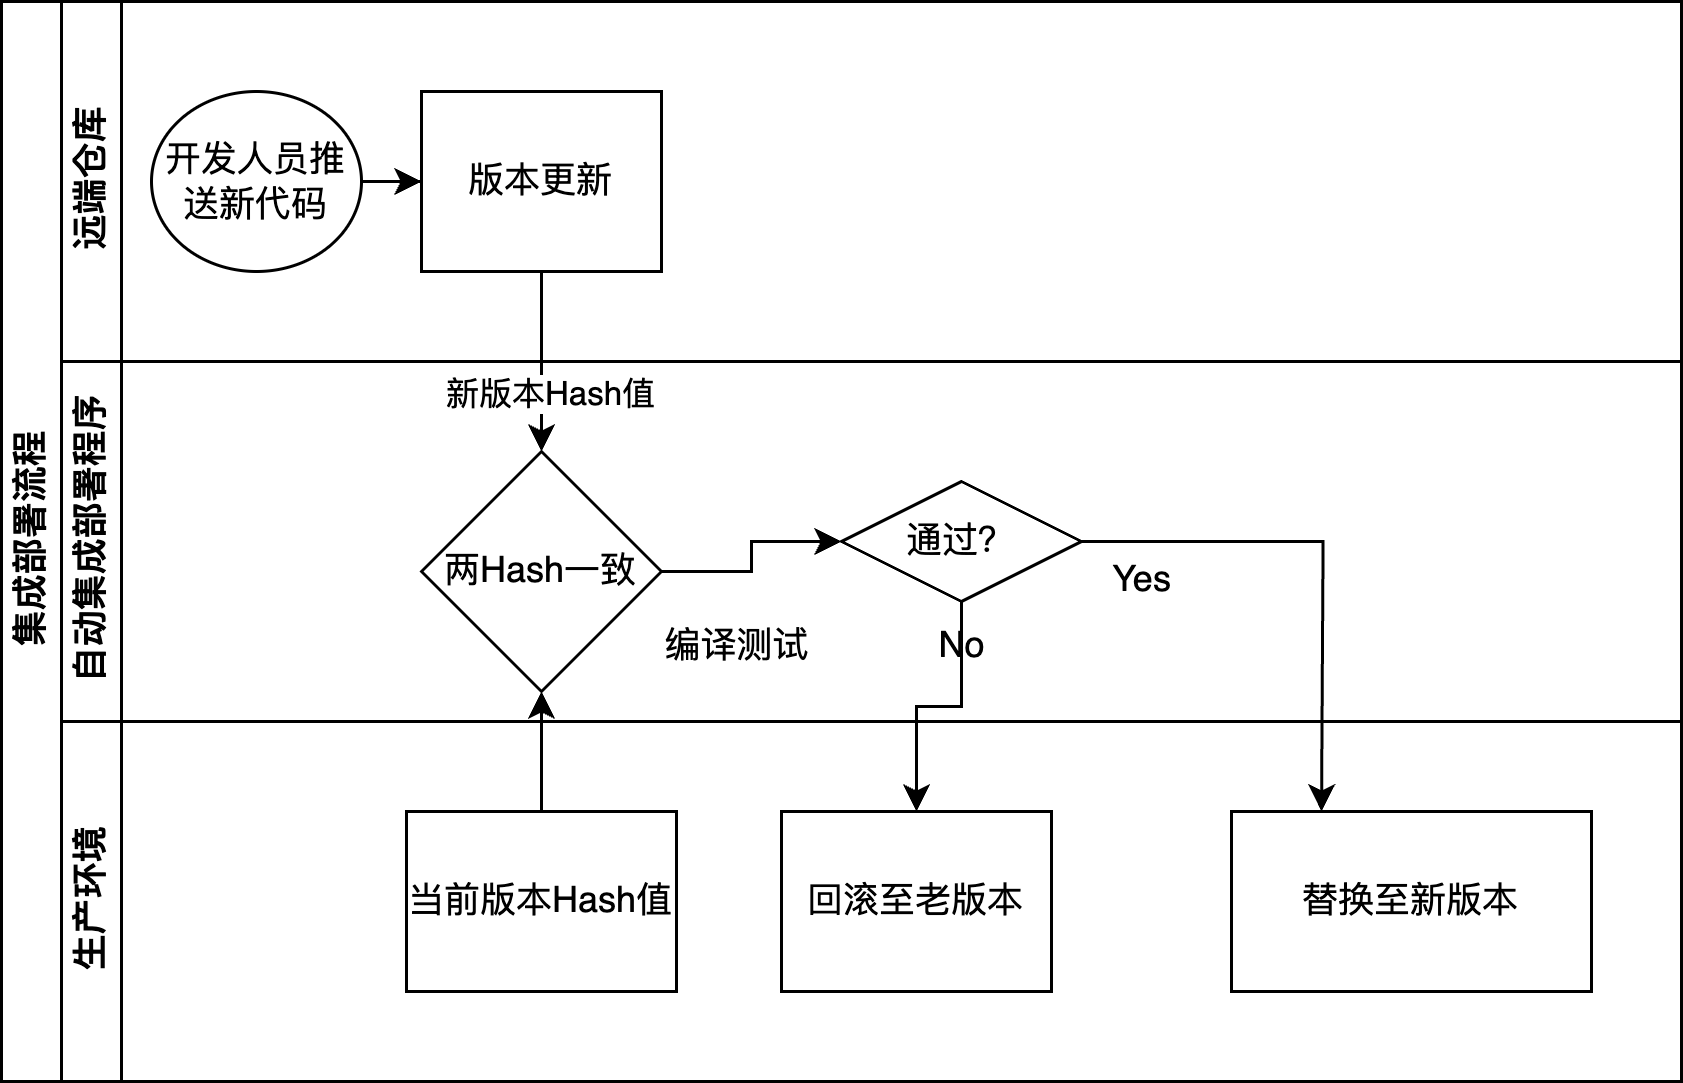 集成部署流程
远端仓库
开发人员推
送新代码
版本更新
自动集成部署程序
新版本Hash值
两Hash一致
编译测试
通过?
Yes
No
生产环境
当前版本Hash值
回滚至老版本
替换至新版本